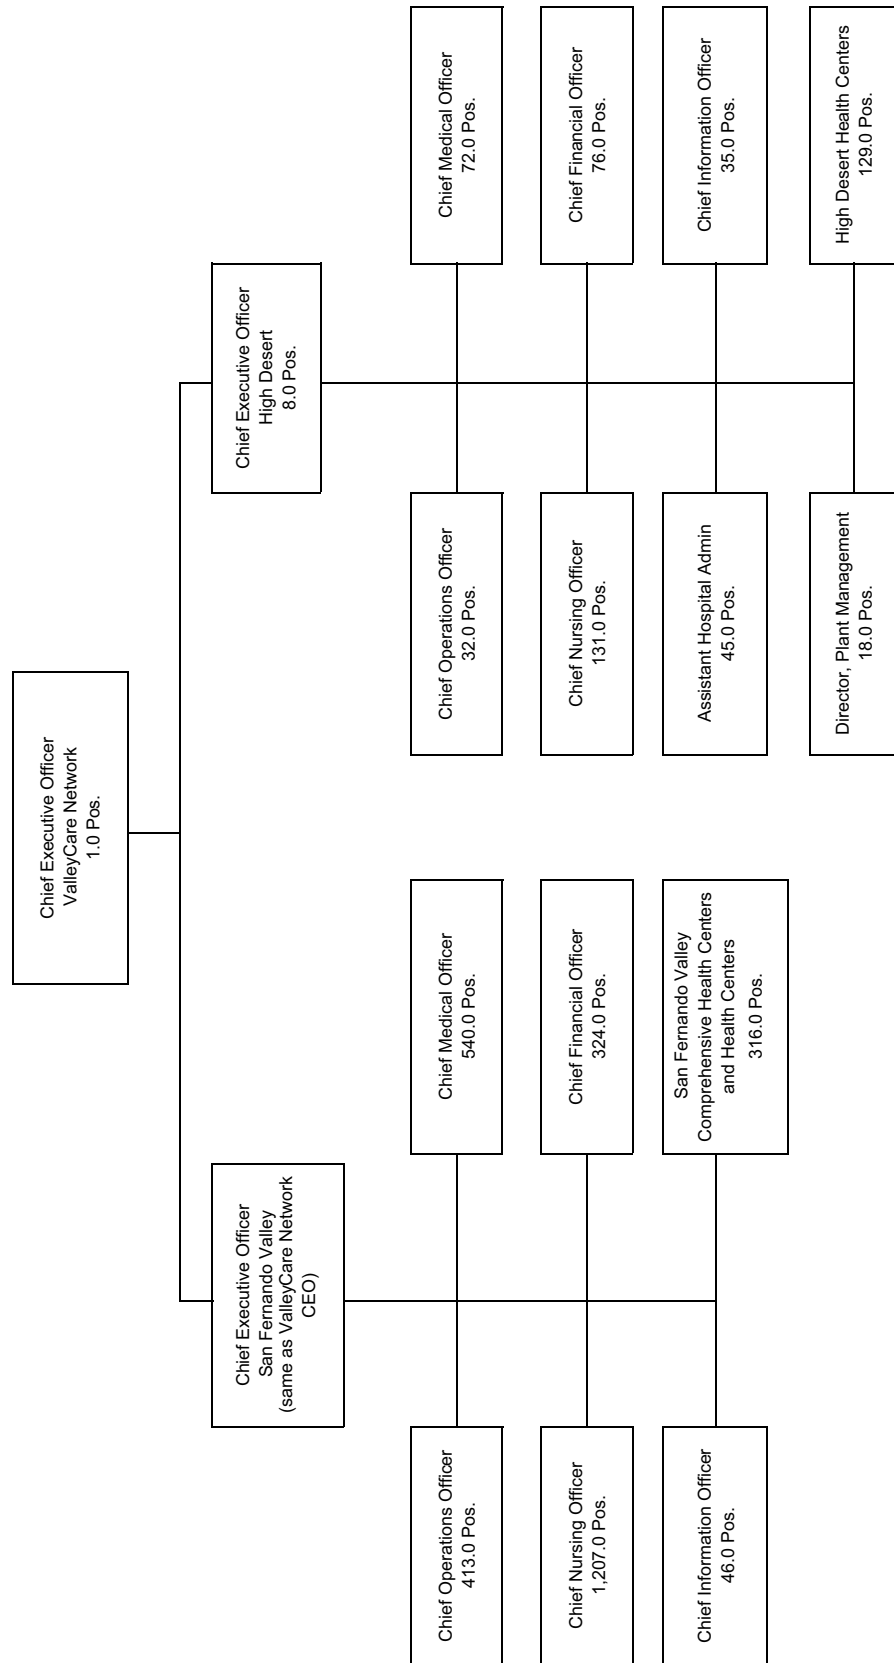 Chief Executive Officer
ValleyCare Network
1.0 Pos.
Chief Executive Officer
San Fernando Valley
(same as ValleyCare Network
CEO)
Chief Executive Officer
High Desert
8.0 Pos.
Chief Operations Officer
413.0 Pos.
Chief Medical Officer
540.0 Pos.
Chief Operations Officer
32.0 Pos.
Chief Medical Officer
72.0 Pos.
Chief Nursing Officer
1,207.0 Pos.
Chief Financial Officer
324.0 Pos.
Chief Nursing Officer
131.0 Pos.
Chief Financial Officer
76.0 Pos.
Chief Information Officer
46.0 Pos.
San Fernando Valley
Comprehensive Health Centers
and Health Centers
316.0 Pos.
Assistant Hospital Admin
45.0 Pos.
Chief Information Officer
35.0 Pos.
Director, Plant Management
18.0 Pos.
High Desert Health Centers
129.0 Pos.